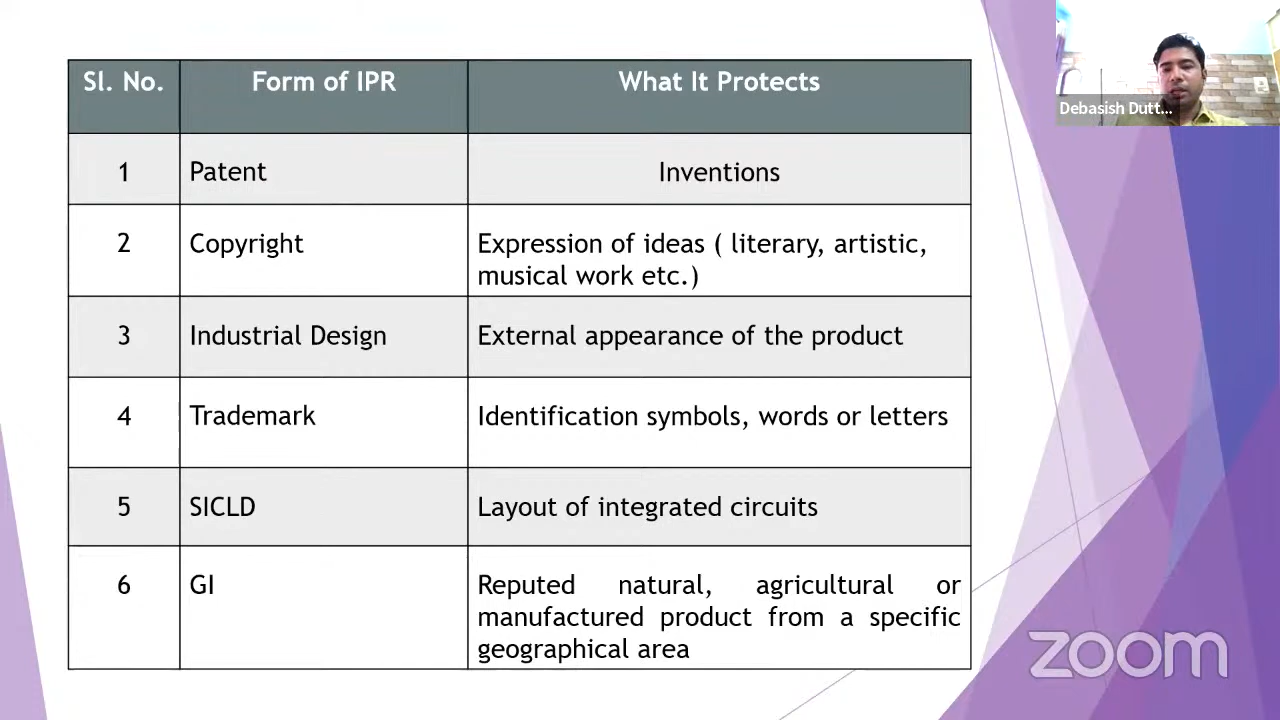 Sl. No. Form of IPR What It Protects
1 Patent Inventions
2 Copyright Expression of ideas ( literary, artistic,
musical work etc.)
3 Industrial Design External appearance of the product
4 Trademark Identification symbols, words or letters
5 SICLD Layout of integrated circuits
6 GI Reputed natural, agricultural or
manufactured product from a specific
geographical area
Debasish Dutt...
zoom